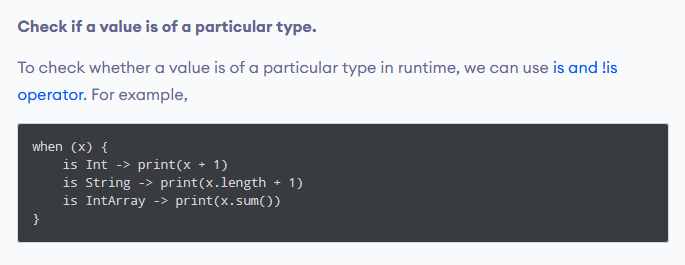 Check if a value is of a particular type.
To check whether a value is of a particular type in runtime, we can use is and !is
operator. For example,
when (x) {
    is Int -> print(x + 1)
    is String -> print(x.length + 1)
    is IntArray -> print(x.sum())
}